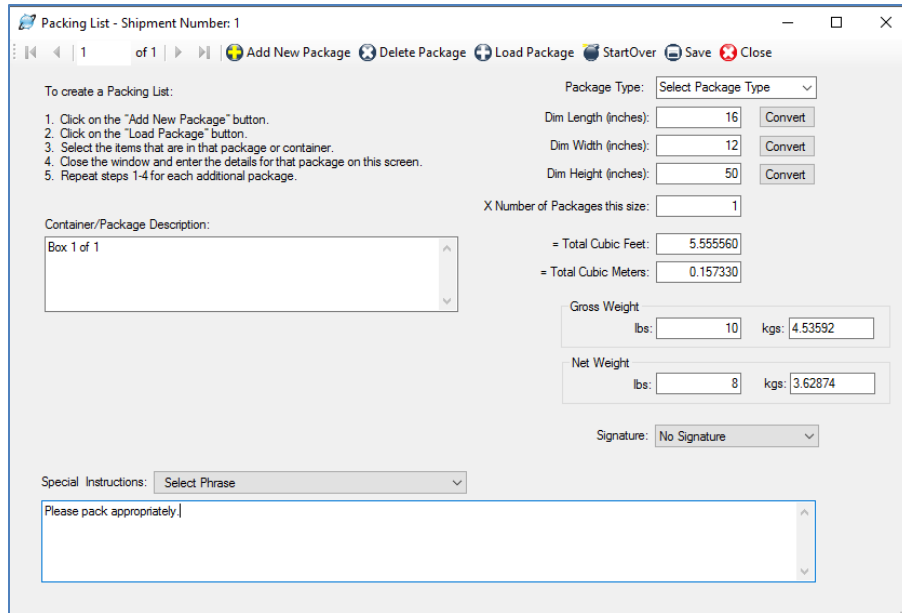 Packing List - Shipment Number: 1
1 of 1 Add New Package Delete Package Load Package StartOver Save Close
To create a Packing List:
1. Click on the "Add New Package" button.
2. Click on the "Load Package" button.
3. Select the items that are in that package or container.
4. Close the window and enter the details for that package on this screen.
5. Repeat steps 1-4 for each additional package.
Container/Package Description:
Box 1 of 1
Package Type: Select Package Type
Dim Length (inches): 16 Convert
Dim Width (inches): 12 Convert
Dim Height (inches): 50 Convert
X Number of Packages this size: 1
= Total Cubic Feet: 5.555560
= Total Cubic Meters: 0.157330
Gross Weight
lbs: 10 kgs: 4.53592
Net Weight
lbs: 8 kgs: 3.62874
Signature: No Signature
Special Instructions: Select Phrase
Please pack appropriately.